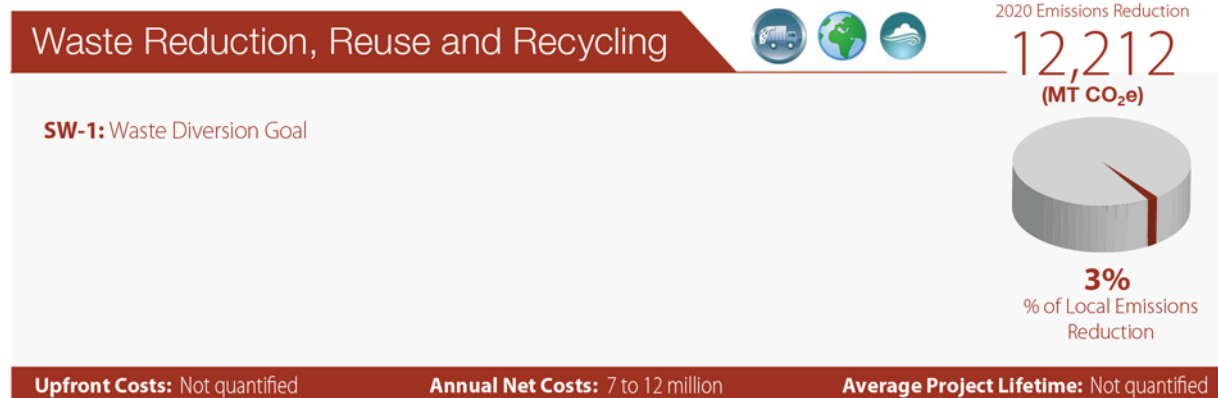 Waste Reduction, Reuse and Recycling
2020 Emissions Reduction
12,212
(MT CO₂e)
SW-1: Waste Diversion Goal
3%
% of Local Emissions
Reduction
Upfront Costs: Not quantified
Annual Net Costs: 7 to 12 million
Average Project Lifetime: Not quantified